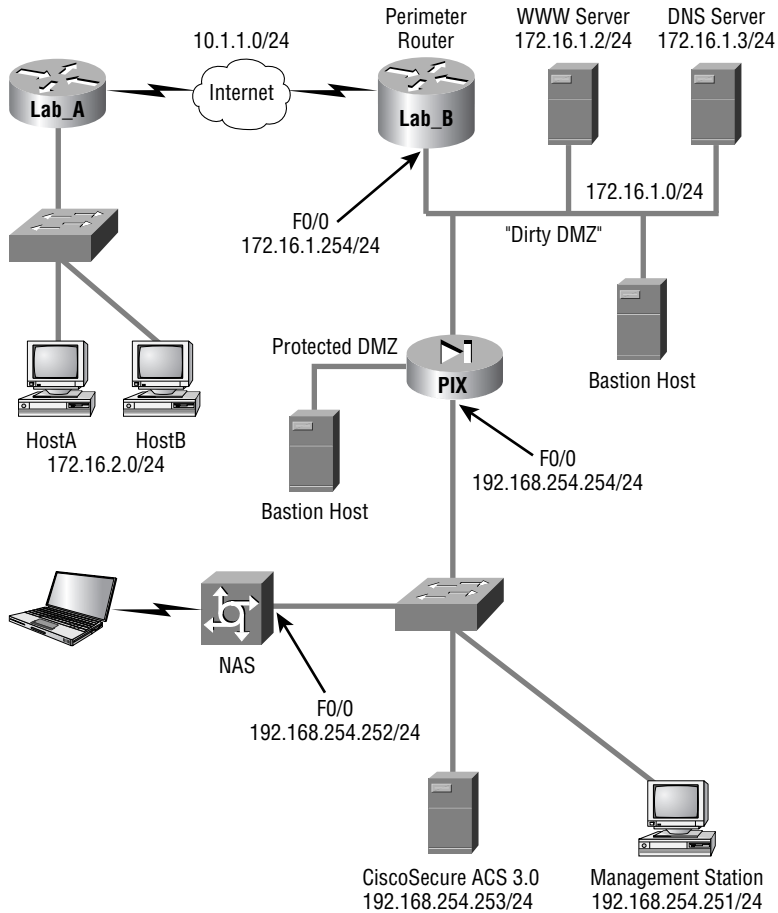 10.1.1.0/24
Perimeter
Router
WWW Server
172.16.1.2/24
DNS Server
172.16.1.3/24
Lab_A
Internet
Lab_B
172.16.1.0/24
F0/0
172.16.1.254/24
"Dirty DMZ"
Protected DMZ
PIX
Bastion Host
HostA
HostB
172.16.2.0/24
F0/0
192.168.254.254/24
Bastion Host
NAS
F0/0
192.168.254.252/24
CiscoSecure ACS 3.0
192.168.254.253/24
Management Station
192.168.254.251/24